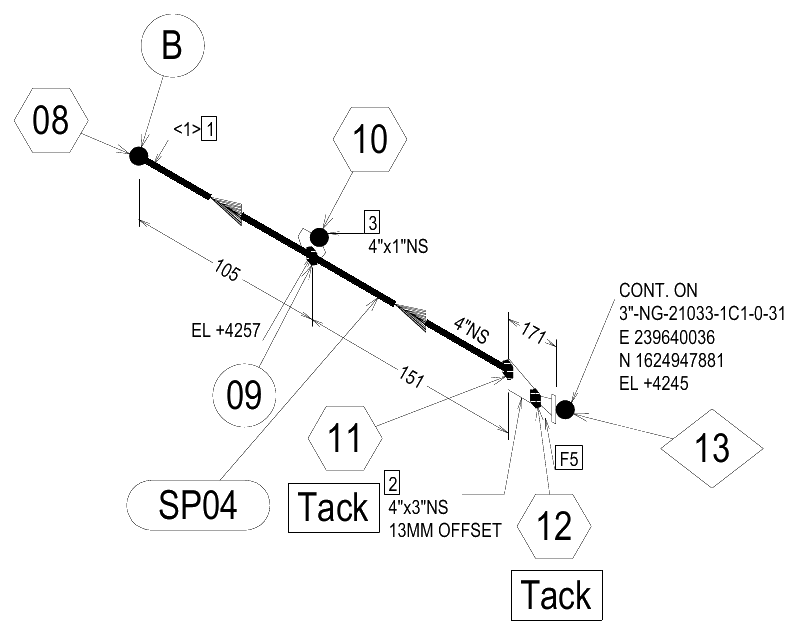 B
08
<1> 1
10
3
4"x1"NS
105
EL +4257
4"NS
171
CONT. ON
3"-NG-21033-1C1-0-31
E 239640036
N 1624947881
EL +4245
09
151
11
13
F5
SP04
Tack
2
4"x3"NS
13MM OFFSET
12
Tack